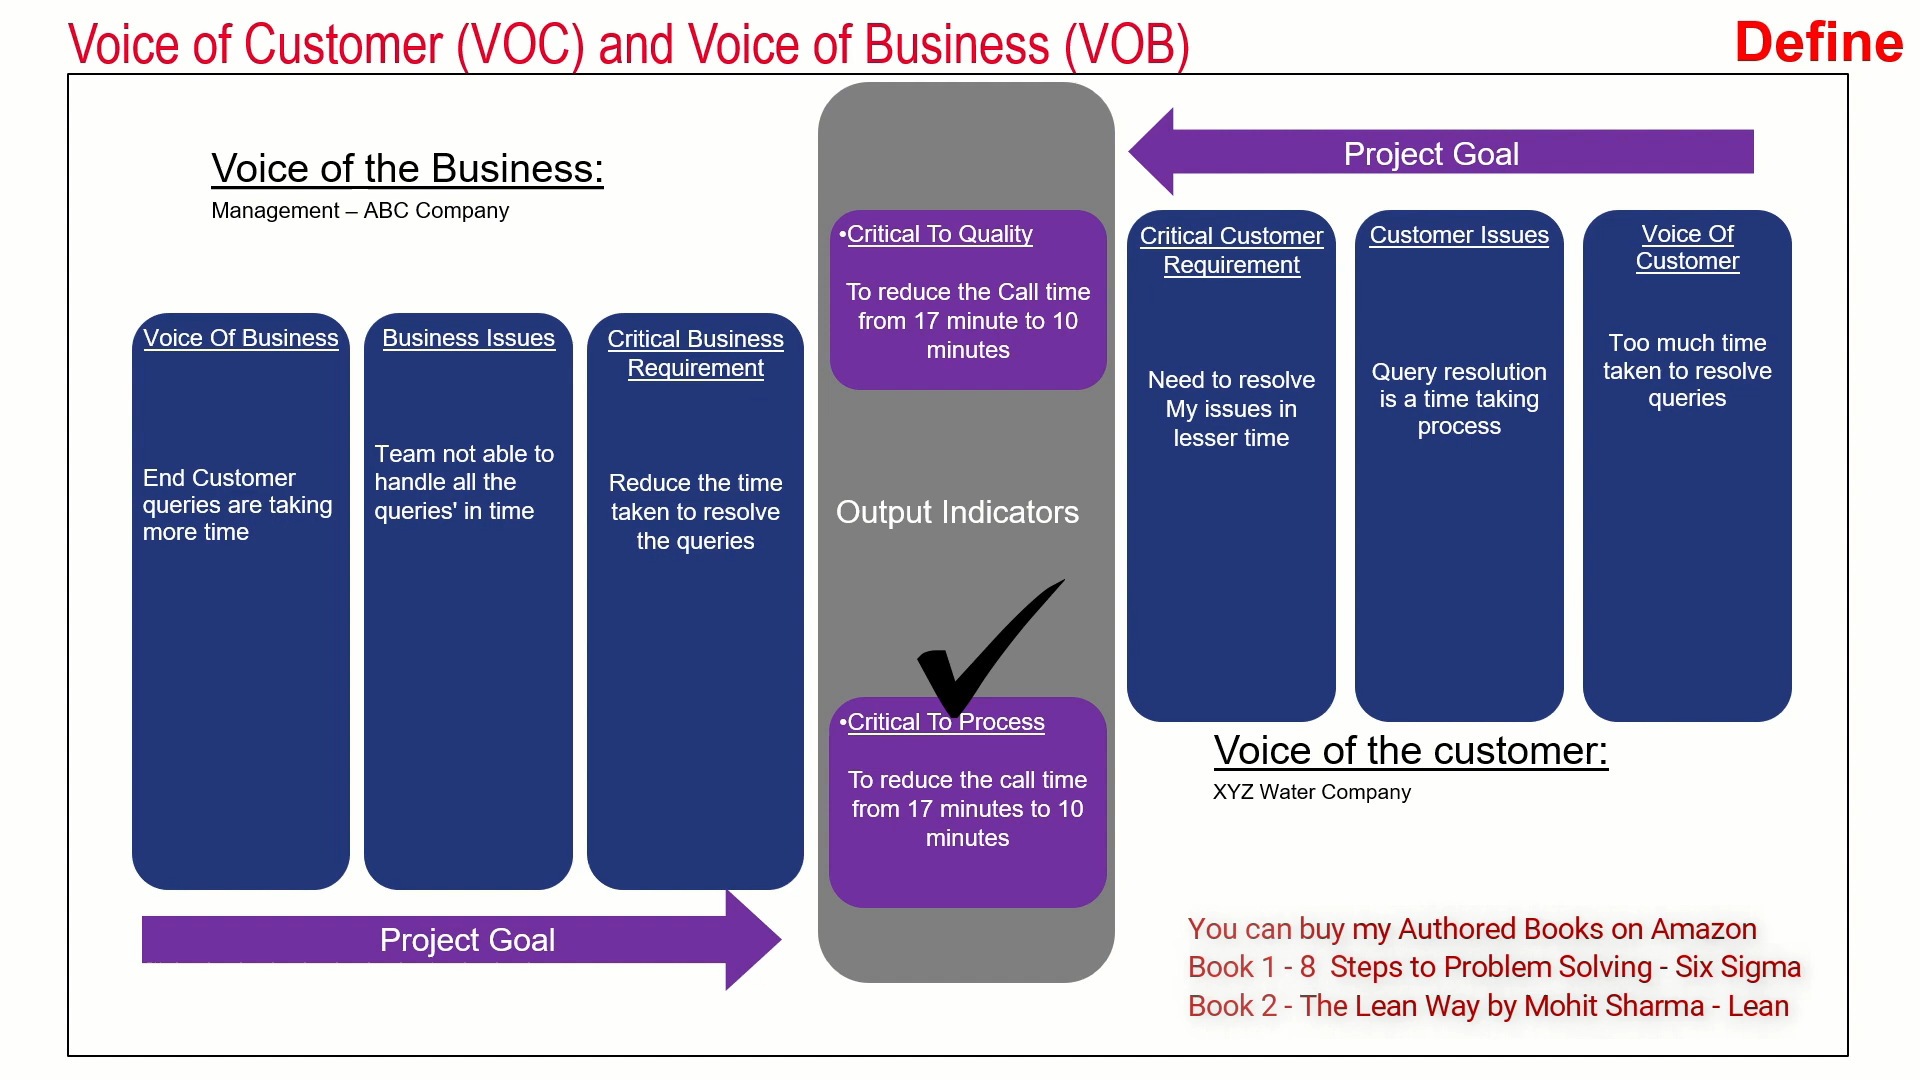 Voice of Customer (VOC) and Voice of Business (VOB)
Define
Voice of the Business:
Management – ABC Company
Voice Of Business
End Customer
queries are taking
more time
Business Issues
Team not able to
handle all the
queries' in time
Critical Business
Requirement
Reduce the time
taken to resolve
the queries
Project Goal
•Critical To Quality
To reduce the Call time
from 17 minute to 10
minutes
Output Indicators
•Critical To Process
To reduce the call time
from 17 minutes to 10
minutes
Project Goal
Critical Customer
Requirement
Need to resolve
My issues in
lesser time
Customer Issues
Query resolution
is a time taking
process
Voice Of
Customer
Too much time
taken to resolve
queries
Voice of the customer:
XYZ Water Company
You can buy my Authored Books on Amazon
Book 1 - 8 Steps to Problem Solving - Six Sigma
Book 2 - The Lean Way by Mohit Sharma - Lean